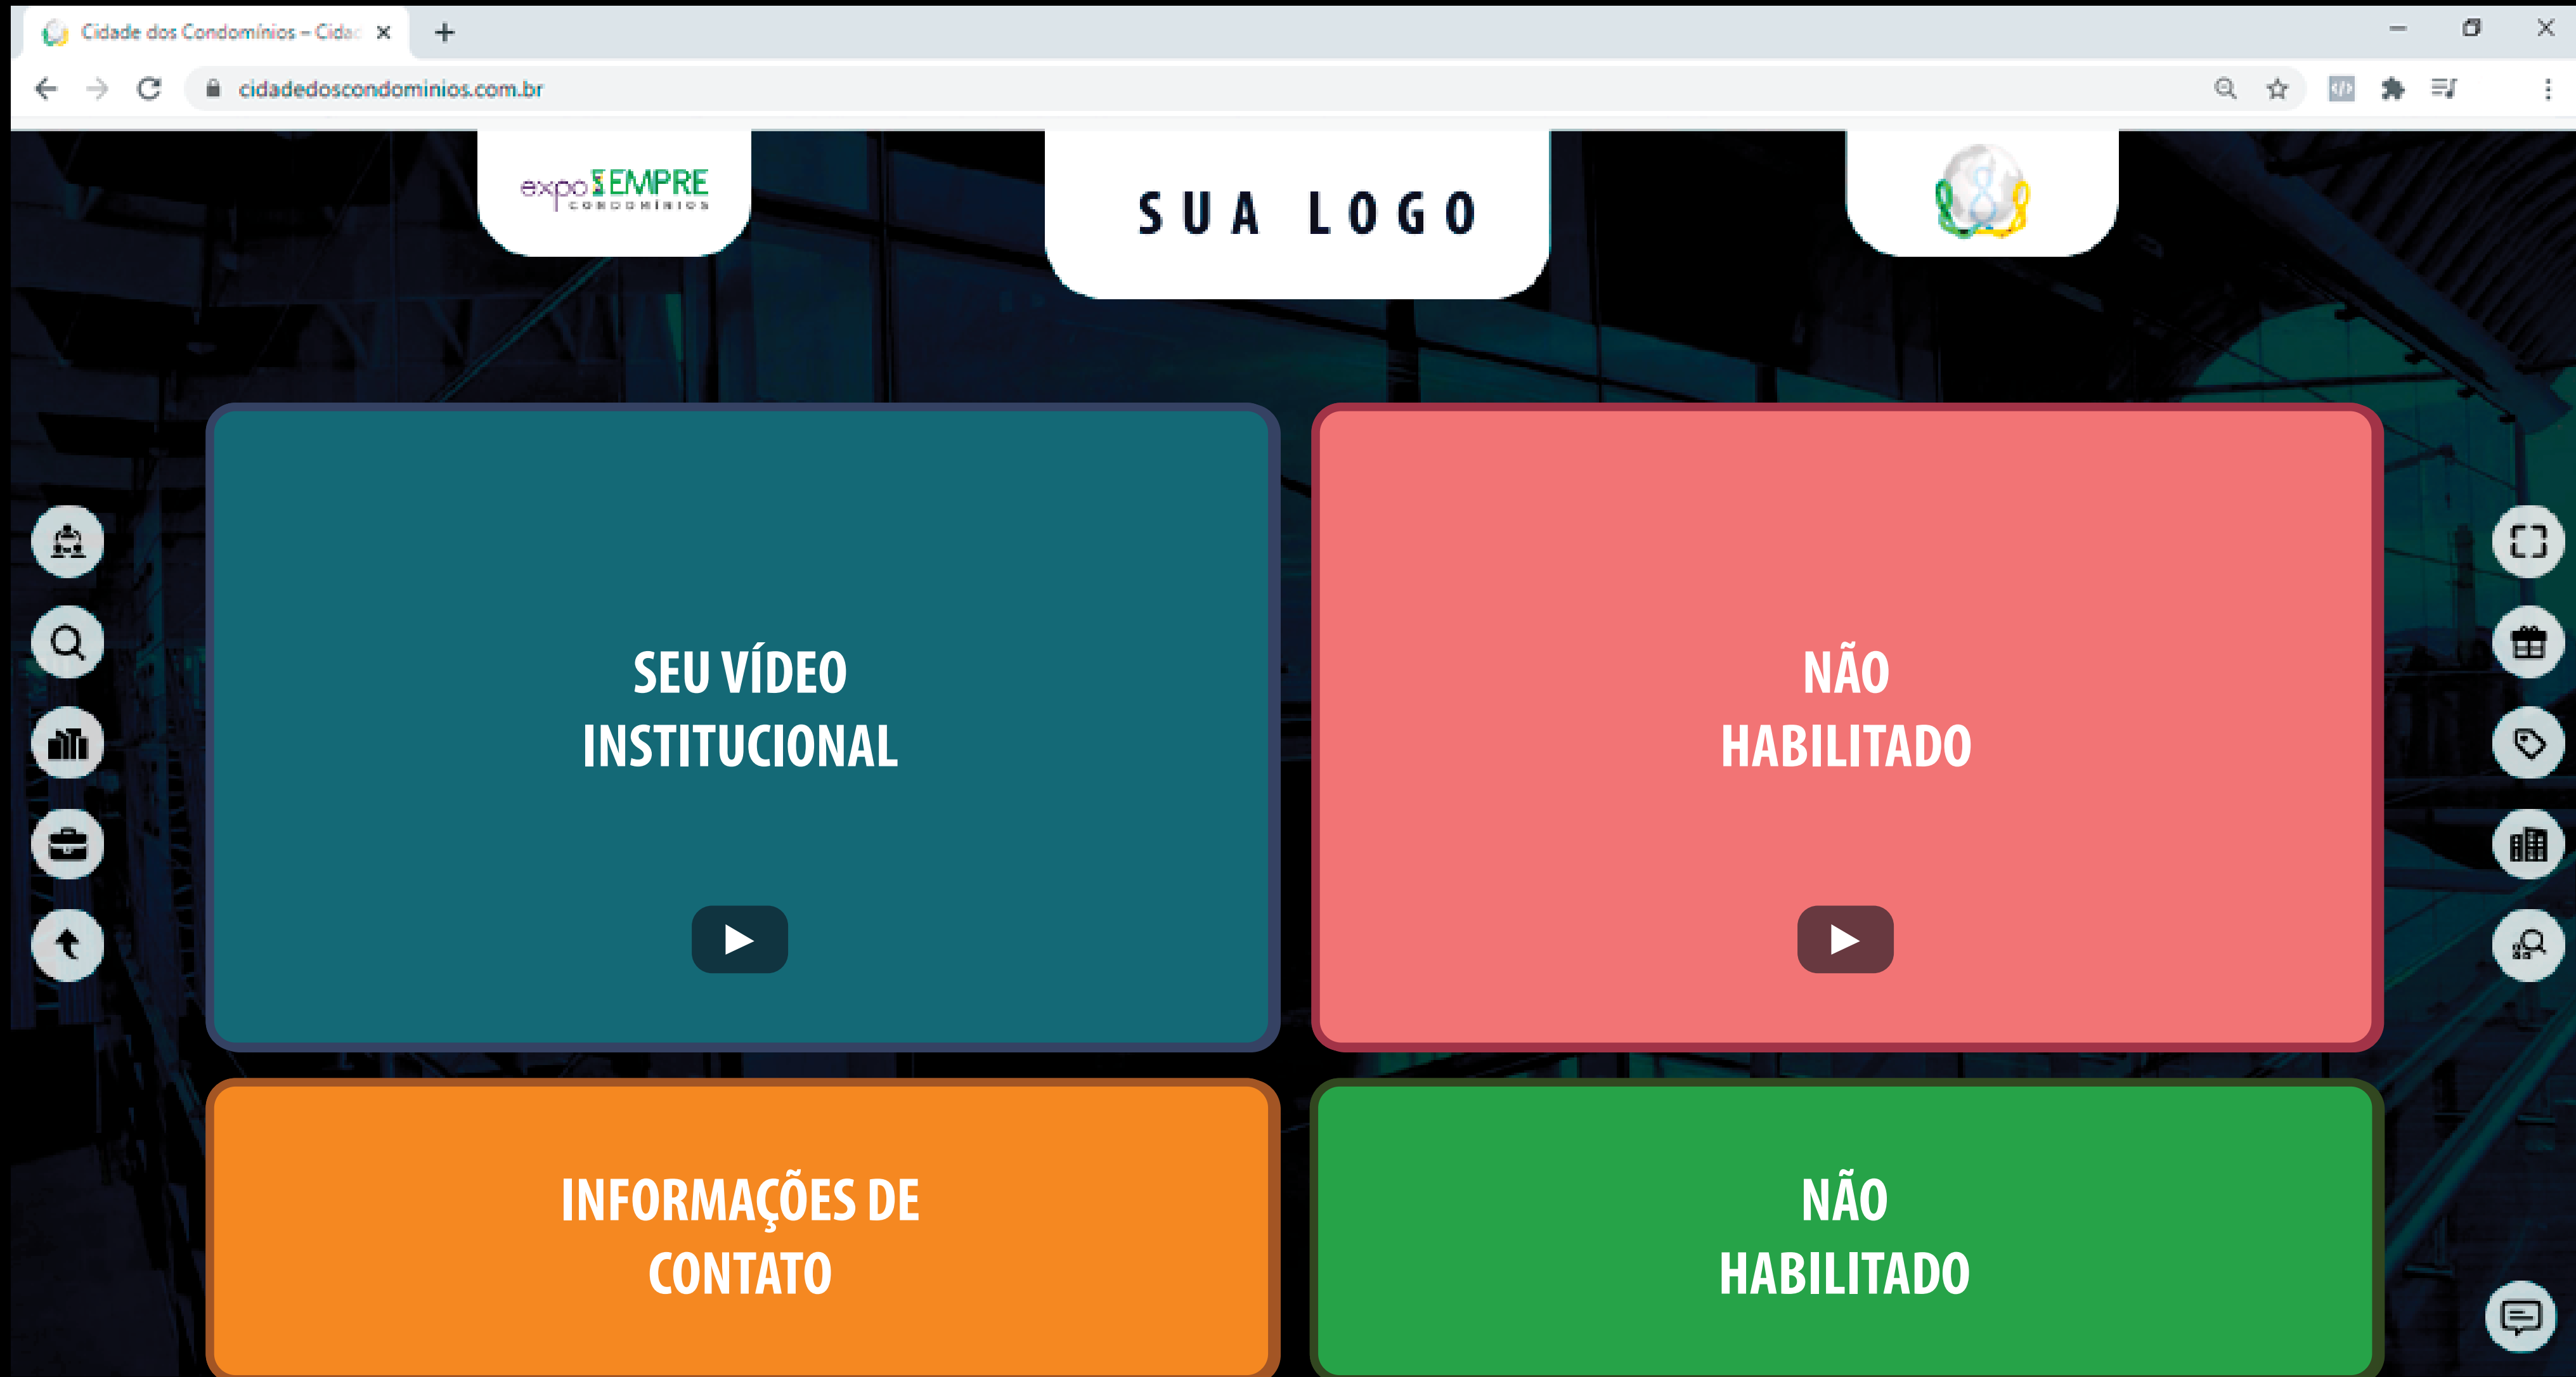 Cidade dos Condomínios – Cidad
cidadedoscondominios.com.br
expo SEMPRE
CONDOMÍNIOS
SUA LOGO
SEU VÍDEO
INSTITUCIONAL
NÃO
HABILITADO
INFORMAÇÕES DE
CONTATO
NÃO
HABILITADO